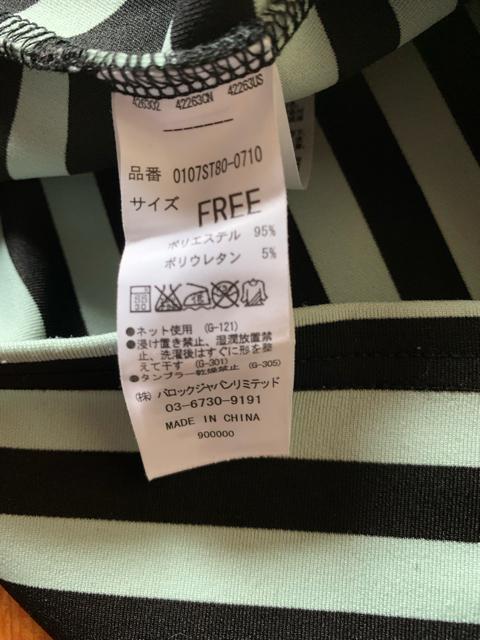 426302 42263CN 42263US
-------
品番 0107ST80-0710
サイズ FREE
ポリエステル 95%
ポリウレタン 5%
●ネット使用 (G-121)
●浸け置き禁止、湿潤放置禁
止、洗濯後はすぐに形を整
えて干す (G-301)
●タンブラー乾燥禁止 (G-305)
(株) バロックジャパンリミテッド
03-6730-9191
MADE IN CHINA
900000